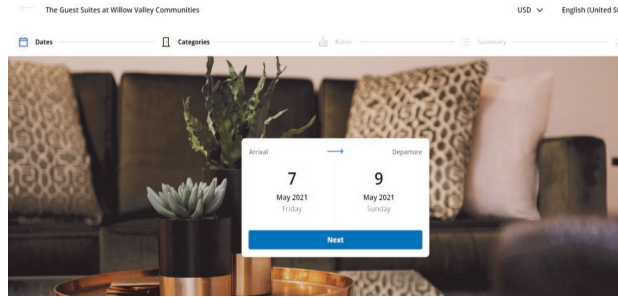 The Guest Suites at Willow Valley Communities
USD
English (United S
Dates
Categories
Rates
Summary
Arrival
Departure
7
9
May 2021
May 2021
Friday
Sunday
Next